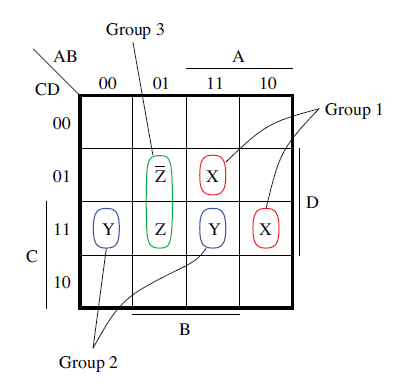 Group 3
AB
A
00 01 11 10
CD
00
Group 1
01 Z̅ X
D
11 Y Z Y X
C
10
B
Group 2